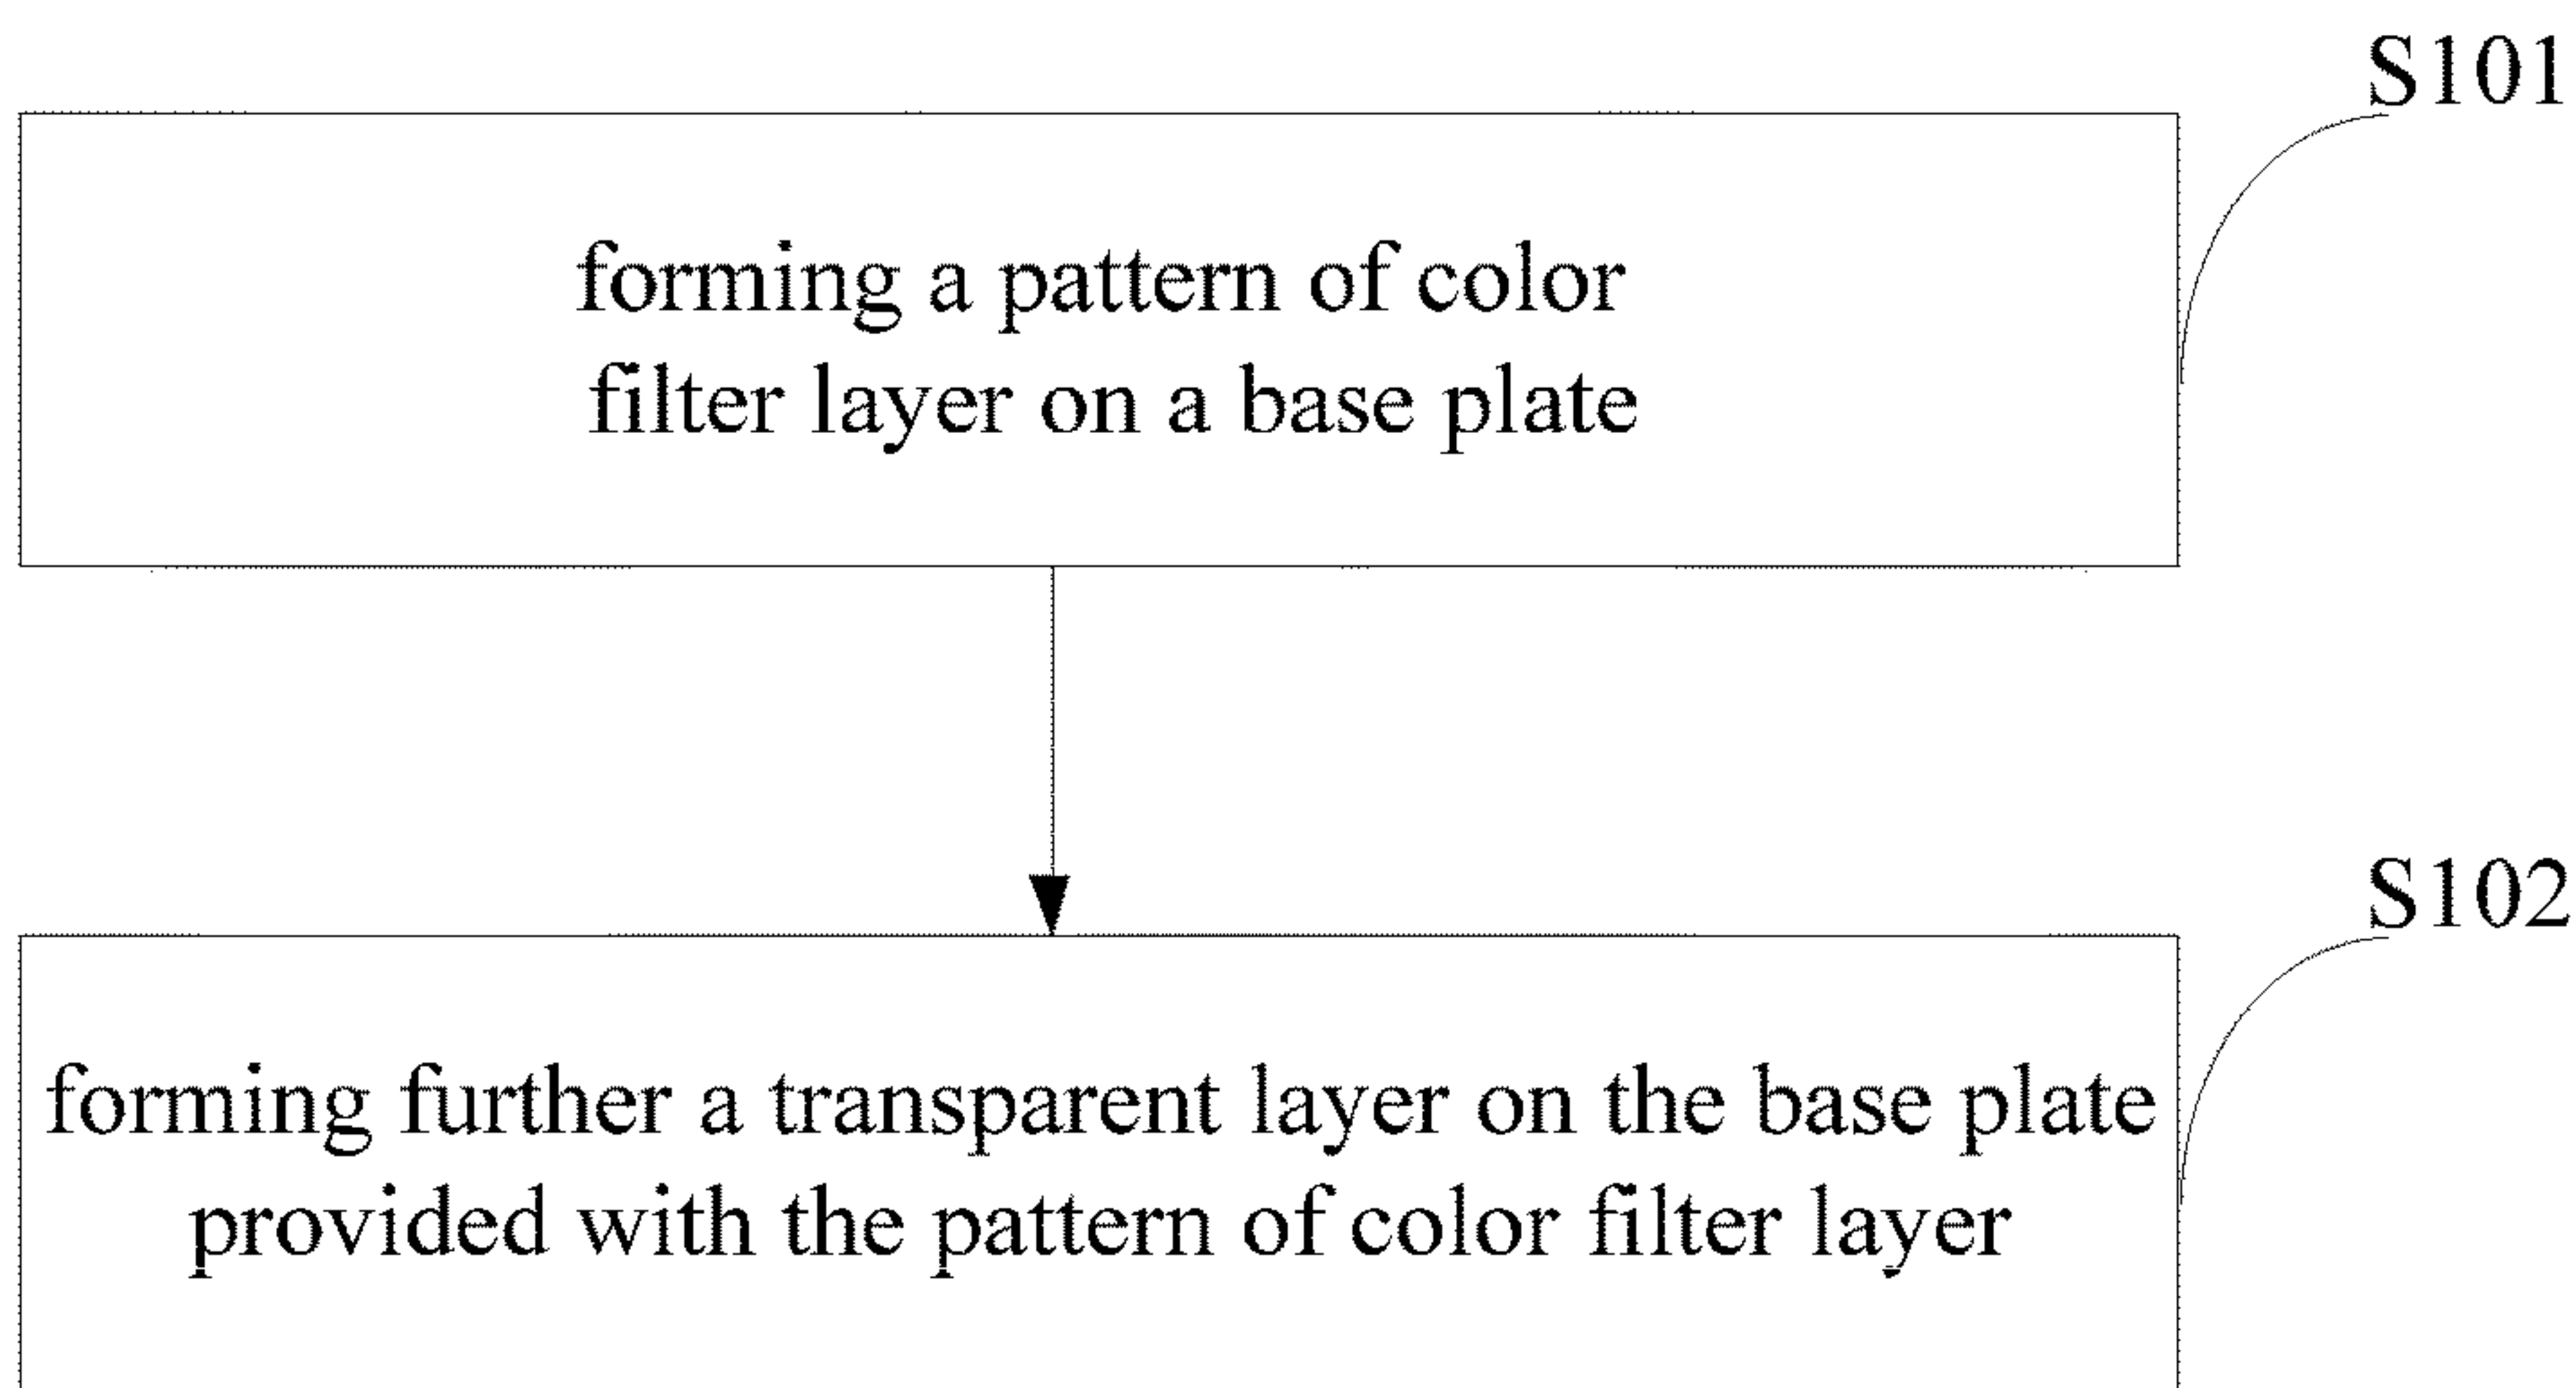 S101
forming a pattern of color
filter layer on a base plate
S102
forming further a transparent layer on the base plate
provided with the pattern of color filter layer